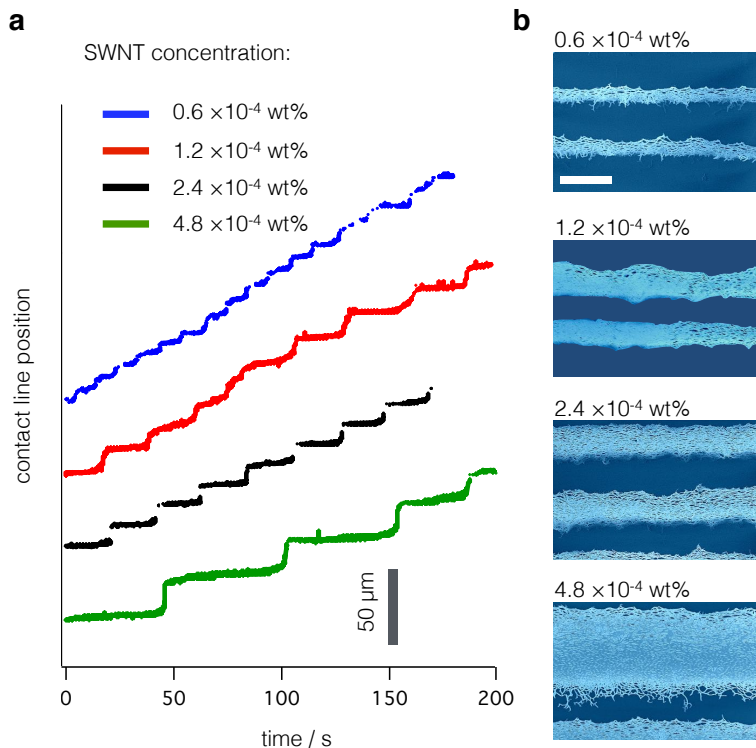 a
SWNT concentration:
0.6 ×10-4 wt%
1.2 ×10-4 wt%
2.4 ×10-4 wt%
4.8 ×10-4 wt%
contact line position
50 µm
0 50 100 150 200
time / s
b
0.6 ×10-4 wt%
1.2 ×10-4 wt%
2.4 ×10-4 wt%
4.8 ×10-4 wt%